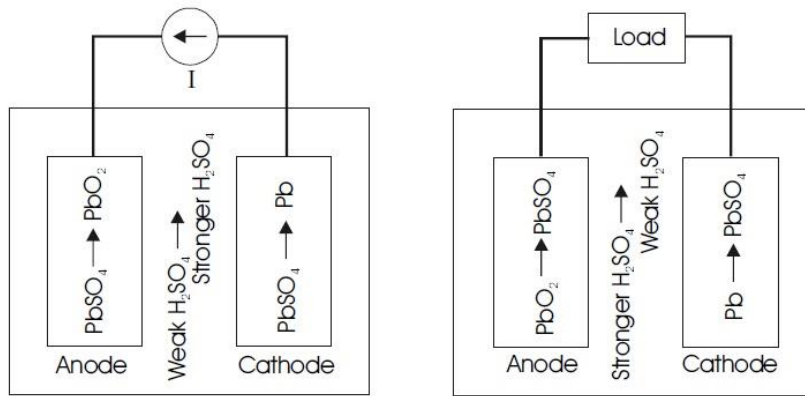 I
PbSO₄ → PbO₂
Weak H₂SO₄ →
Stronger H₂SO₄
PbSO₄ → Pb
Anode
Cathode
Load
PbO₂ → PbSO₄
Stronger H₂SO₄ →
Weak H₂SO₄
Pb → PbSO₄
Anode
Cathode